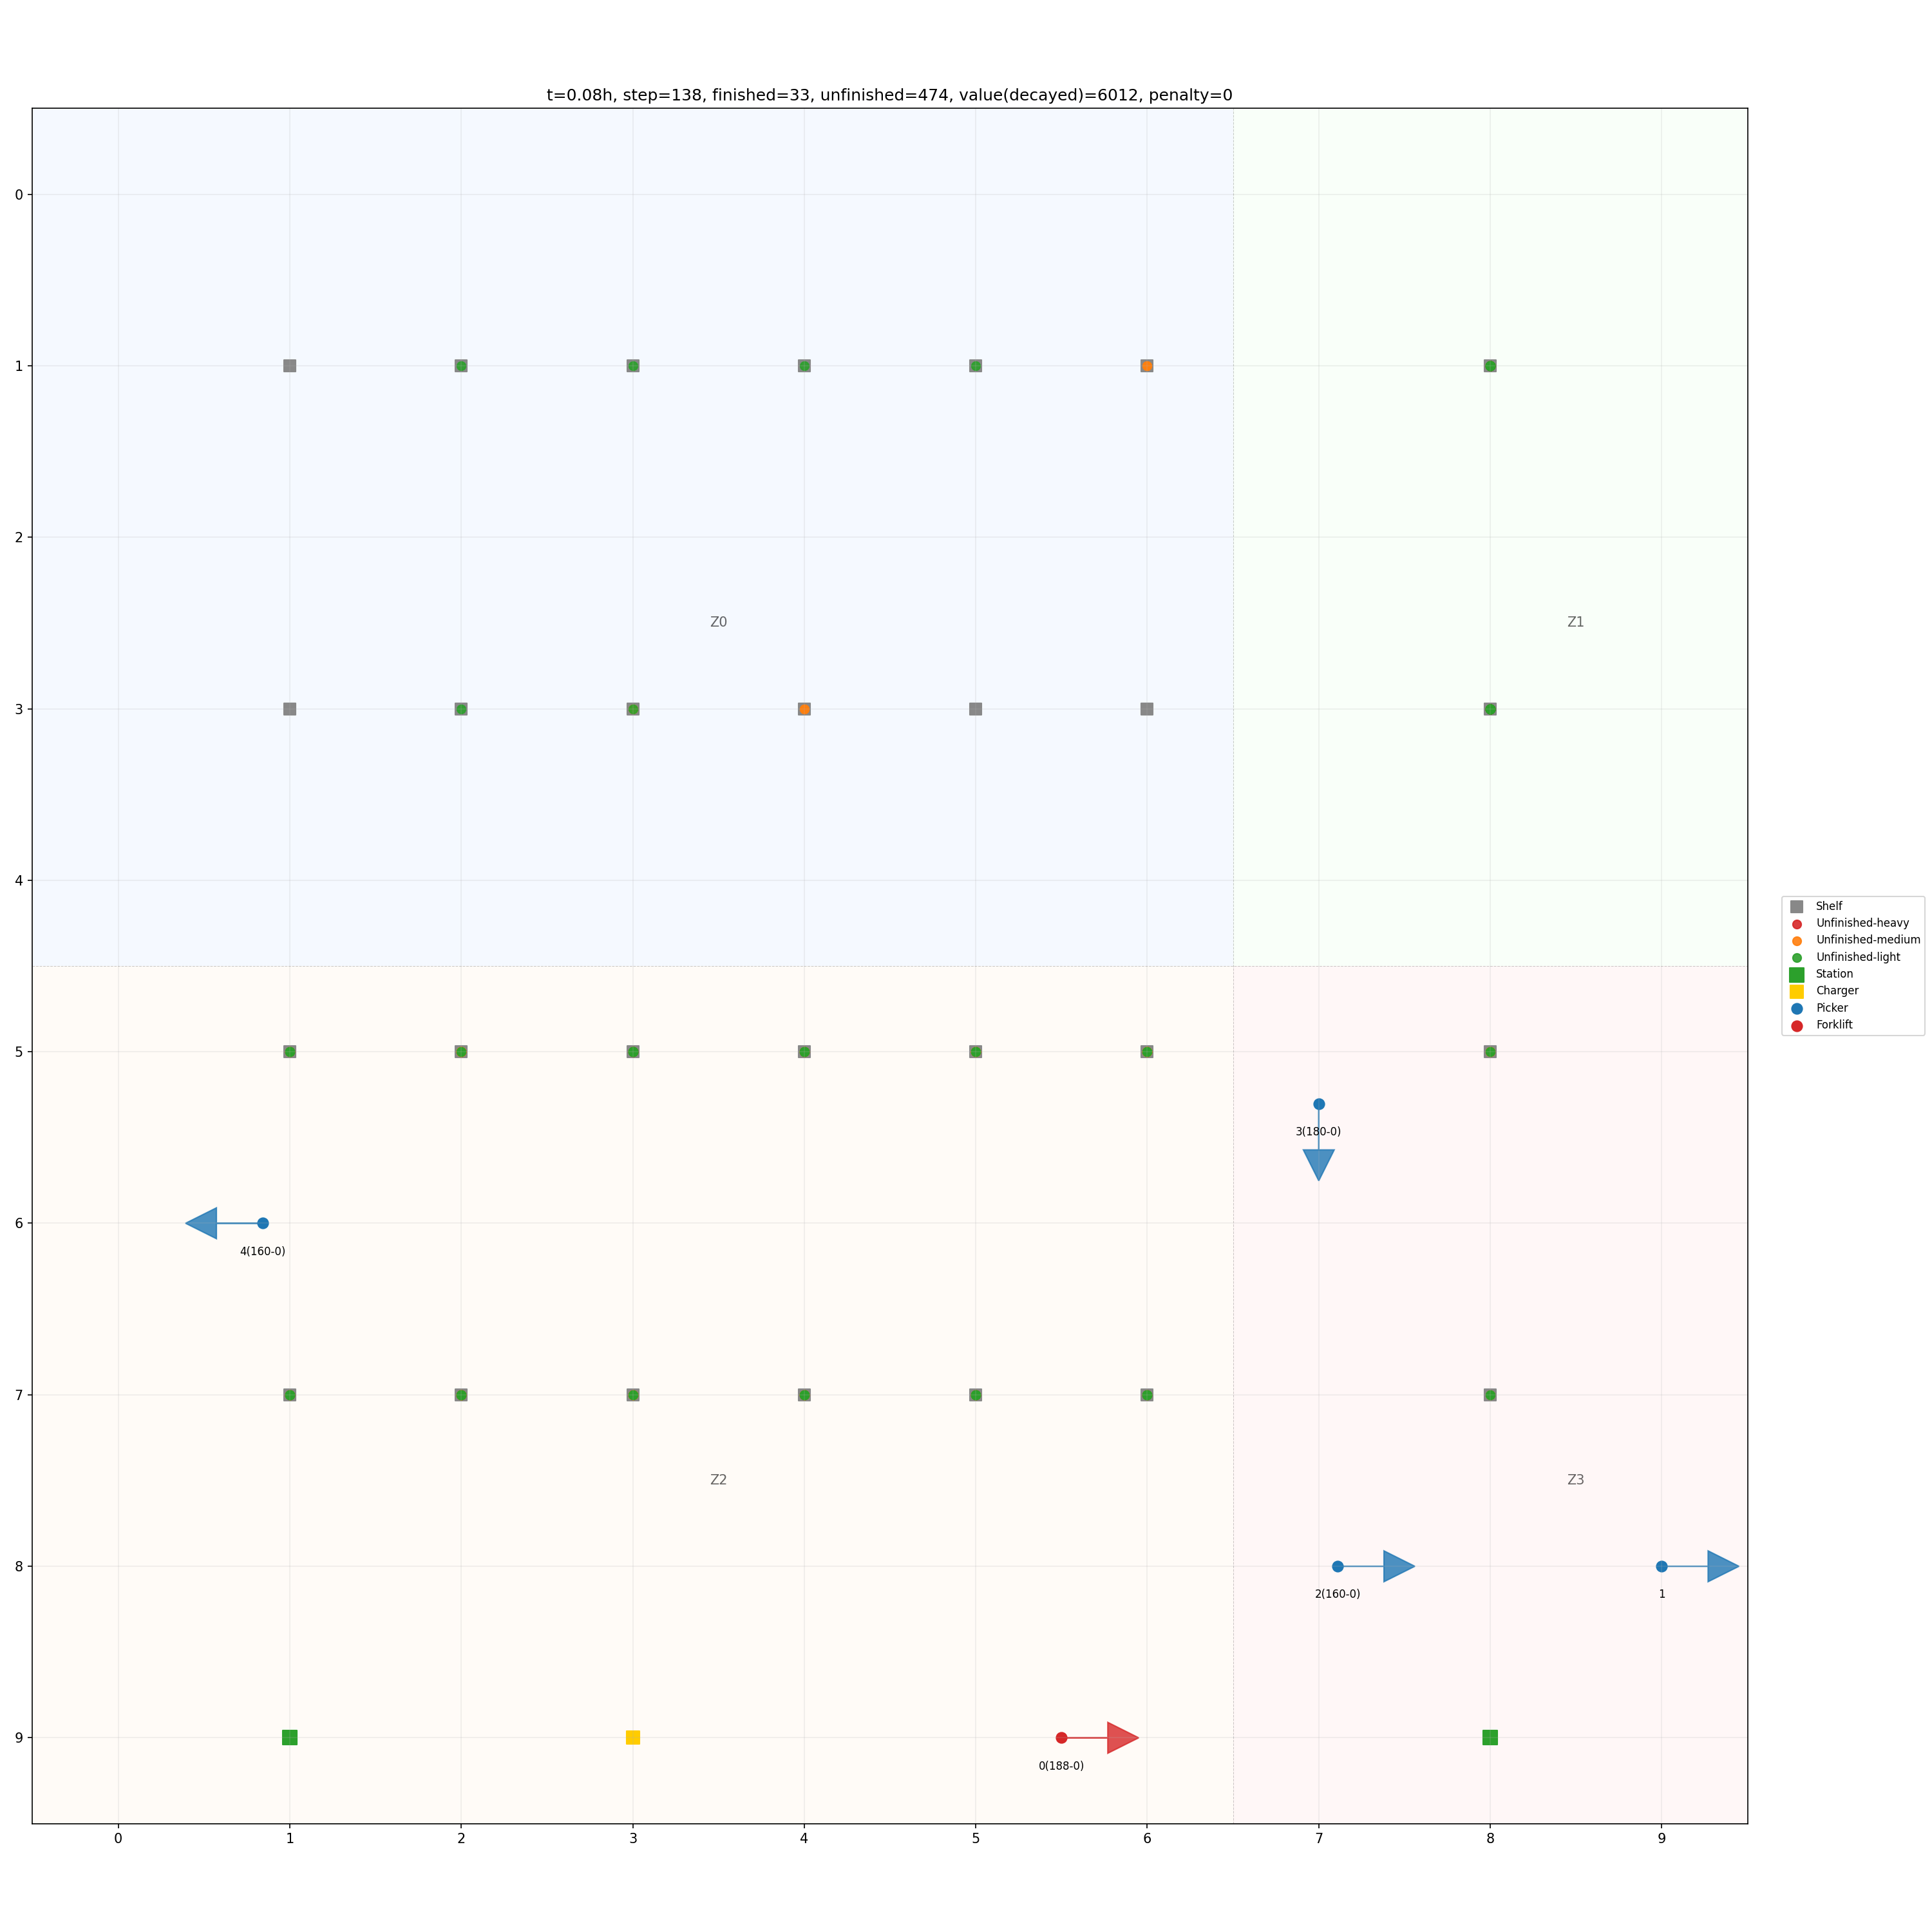 t=0.08h, step=138, finished=33, unfinished=474, value(decayed)=6012, penalty=0
0
1
2
Z0
Z1
3
4
Shelf
Unfinished-heavy
Unfinished-medium
Unfinished-light
Station
Charger
Picker
Forklift
5
3(180-0)
6
4(160-0)
7
Z2
Z3
8
2(160-0)
1
9
0(188-0)
0
1
2
3
4
5
6
7
8
9